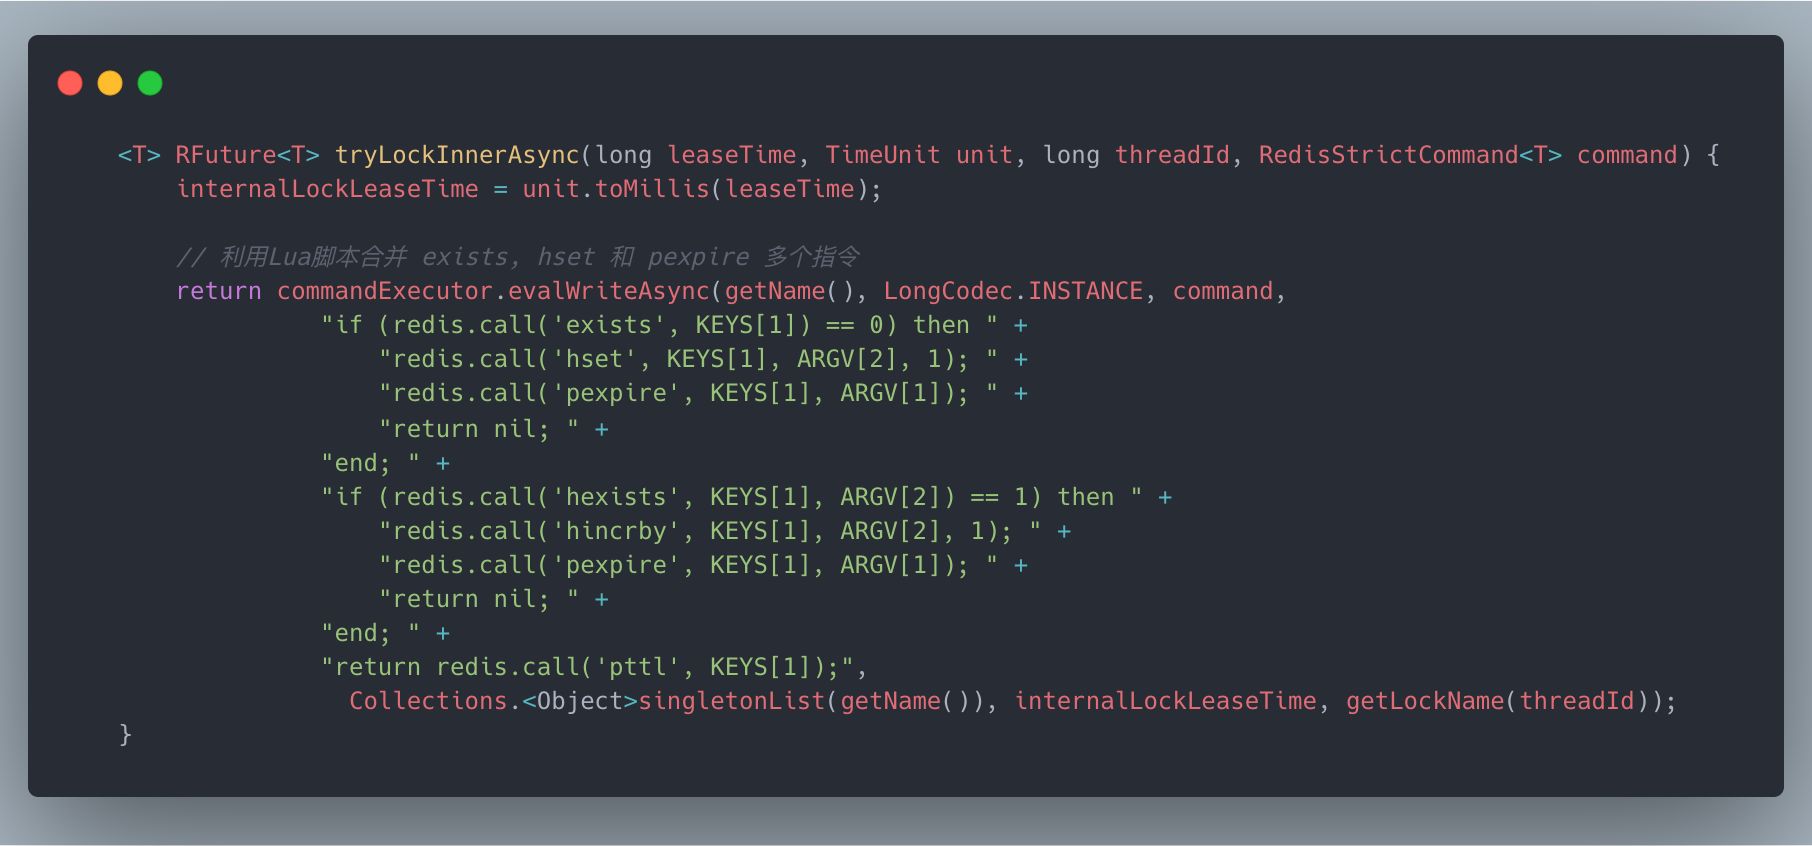 <T> RFuture<T> tryLockInnerAsync(long leaseTime, TimeUnit unit, long threadId, RedisStrictCommand<T> command) {
internalLockLeaseTime = unit.toMillis(leaseTime);
// 利用Lua脚本合并 exists, hset 和 pexpire 多个指令
return commandExecutor.evalWriteAsync(getName(), LongCodec.INSTANCE, command,
"if (redis.call('exists', KEYS[1]) == 0) then " +
"redis.call('hset', KEYS[1], ARGV[2], 1); " +
"redis.call('pexpire', KEYS[1], ARGV[1]); " +
"return nil; " +
"end; " +
"if (redis.call('hexists', KEYS[1], ARGV[2]) == 1) then " +
"redis.call('hincrby', KEYS[1], ARGV[2], 1); " +
"redis.call('pexpire', KEYS[1], ARGV[1]); " +
"return nil; " +
"end; " +
"return redis.call('pttl', KEYS[1]);",
Collections.<Object>singletonList(getName()), internalLockLeaseTime, getLockName(threadId));
}